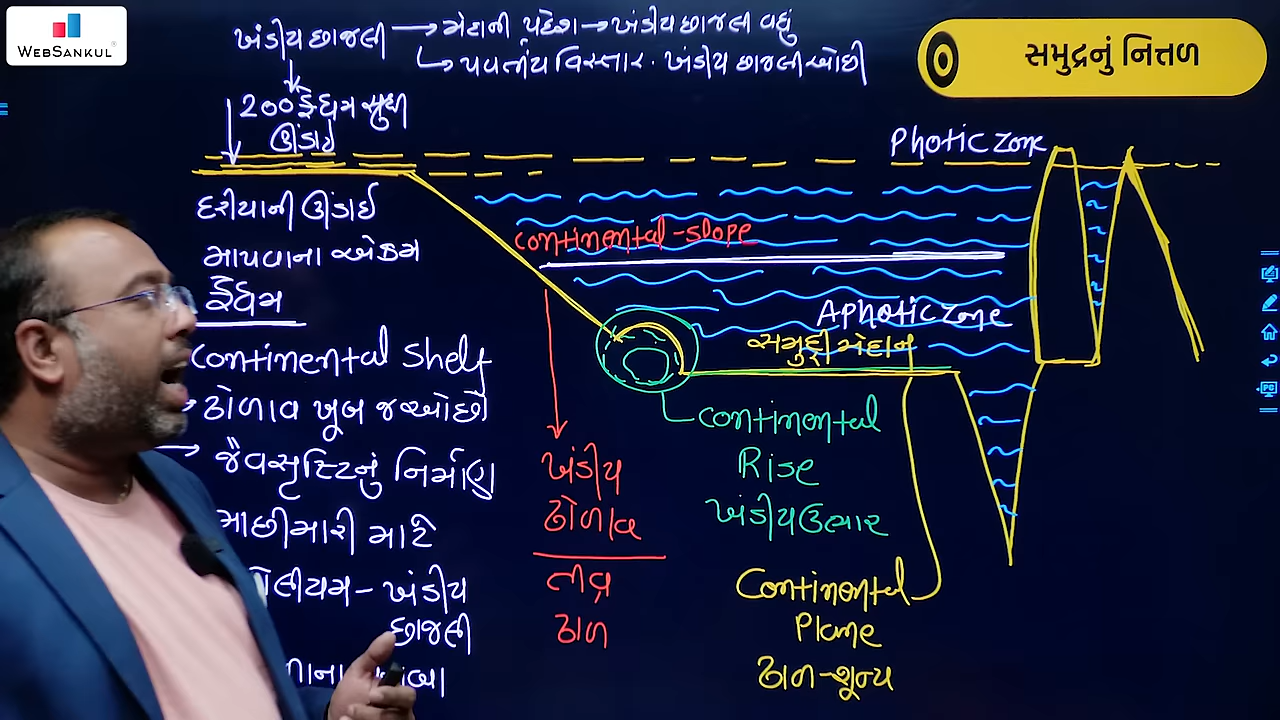 WEBSANKUL
સમુદ્રનું નિત્તળ
ખંડીય છાજલી → મેદાની પ્રદેશ → ખંડીય છાજલી વધું
→ પર્વતીય વિસ્તાર. ખંડીય છાજલી ઓછી
200 ફેધમ સુધી
ઊંડાઈ
Photic zone
દરીયાની ઊંડાઈ
માપવાના એકમ
ફેધમ
continental-slope
Aphotic zone
સમુદ્રી મેદાન
Continental Shelf
→ ઢોળાવ ખૂબ જ ઓછો
→ જૈવસૃષ્ટિનું નિર્માણ
માછીમારી માટે
ખંડીય
છાજલી
ખંડીય
ઢોળાવ
તીવ્ર
ઢાળ
Continental
Rise
ખંડીય ઉત્થાર
Continental
Plane
ઢાળ-શૂન્ય